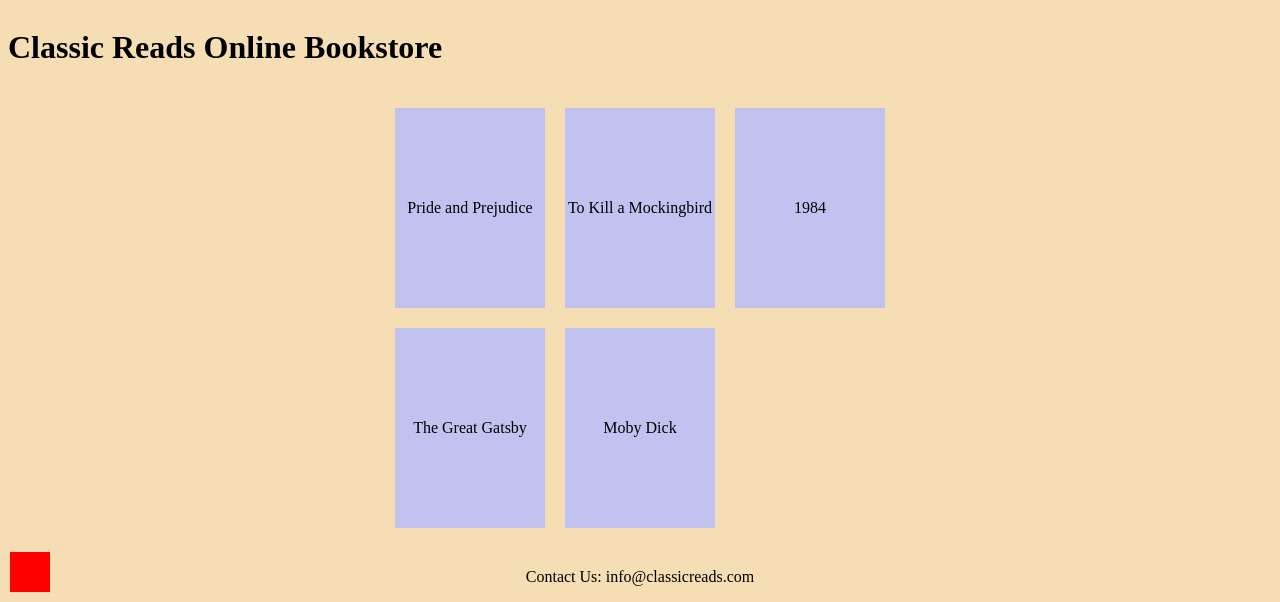 Classic Reads Online Bookstore
Pride and Prejudice
To Kill a Mockingbird
1984
The Great Gatsby
Moby Dick
Contact Us: info@classicreads.com